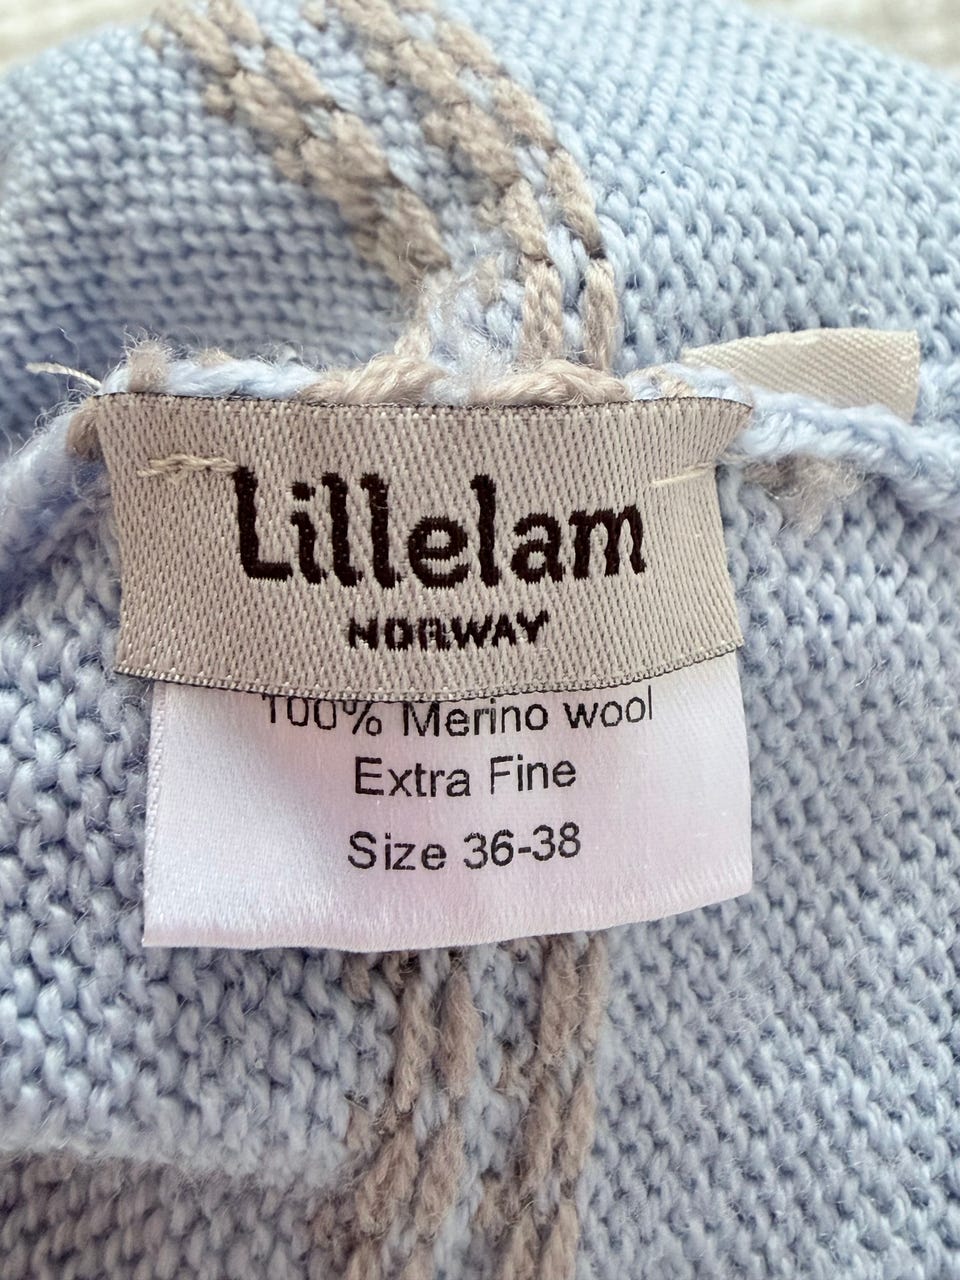 Lillelam
NORWAY
100% Merino wool
Extra Fine
Size 36-38